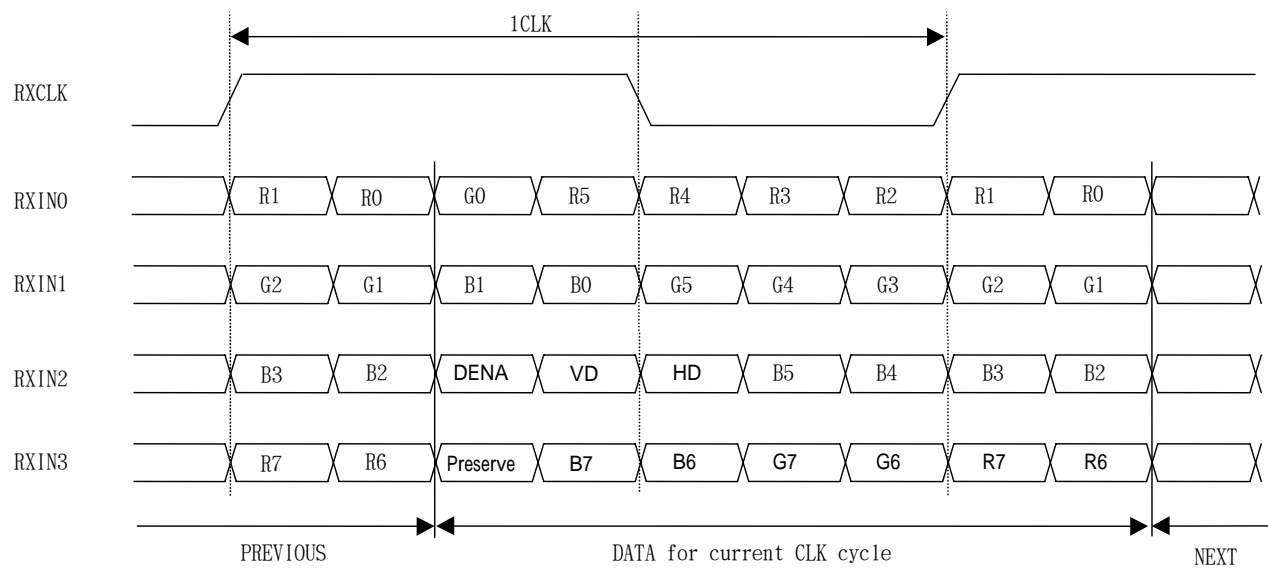 1CLK
RXCLK
RXIN0 R1 R0 G0 R5 R4 R3 R2 R1 R0
RXIN1 G2 G1 B1 B0 G5 G4 G3 G2 G1
RXIN2 B3 B2 DENA VD HD B5 B4 B3 B2
RXIN3 R7 R6 Preserve B7 B6 G7 G6 R7 R6
PREVIOUS DATA for current CLK cycle NEXT